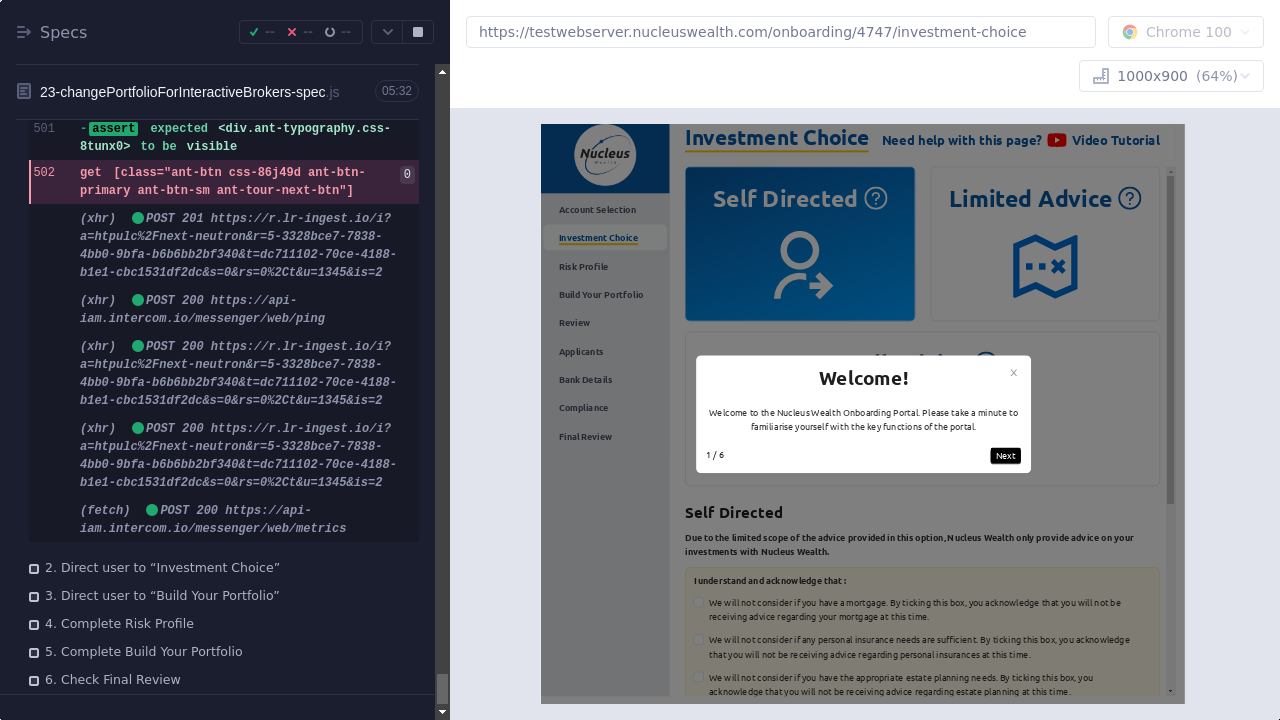 Specs
--
--
--
23-changePortfolioForInteractiveBrokers-spec.js
05:32
501 -assert expected <div.ant-typography.css-
8tunx0> to be visible
502 get [class="ant-btn css-86j49d ant-btn-
primary ant-btn-sm ant-tour-next-btn"]
0
(xhr) POST 201 https://r.lr-ingest.io/i?
a=htpulc%2Fnext-neutron&r=5-3328bce7-7838-
4bb0-9bfa-b6b6bb2bf340&t=dc711102-70ce-4188-
b1e1-cbc1531df2dc&s=0&rs=0%2Ct&u=1345&is=2
(xhr) POST 200 https://api-
iam.intercom.io/messenger/web/ping
(xhr) POST 200 https://r.lr-ingest.io/i?
a=htpulc%2Fnext-neutron&r=5-3328bce7-7838-
4bb0-9bfa-b6b6bb2bf340&t=dc711102-70ce-4188-
b1e1-cbc1531df2dc&s=0&rs=0%2Ct&u=1345&is=2
(xhr) POST 200 https://r.lr-ingest.io/i?
a=htpulc%2Fnext-neutron&r=5-3328bce7-7838-
4bb0-9bfa-b6b6bb2bf340&t=dc711102-70ce-4188-
b1e1-cbc1531df2dc&s=0&rs=0%2Ct&u=1345&is=2
(fetch) POST 200 https://api-
iam.intercom.io/messenger/web/metrics
2. Direct user to “Investment Choice”
3. Direct user to “Build Your Portfolio”
4. Complete Risk Profile
5. Complete Build Your Portfolio
6. Check Final Review
https://testwebserver.nucleuswealth.com/onboarding/4747/investment-choice
Chrome 100
1000x900 (64%)
Nucleus
Wealth
Account Selection
Investment Choice
Risk Profile
Build Your Portfolio
Review
Applicants
Bank Details
Compliance
Final Review
Investment Choice
Need help with this page?
Video Tutorial
Self Directed
Limited Advice
Welcome!
Welcome to the Nucleus Wealth Onboarding Portal. Please take a minute to
familiarise yourself with the key functions of the portal.
1 / 6
Next
Self Directed
Due to the limited scope of the advice provided in this option, Nucleus Wealth only provide advice on your
investments with Nucleus Wealth.
I understand and acknowledge that :
We will not consider if you have a mortgage. By ticking this box, you acknowledge that you will not be
receiving advice regarding your mortgage at this time.
We will not consider if any personal insurance needs are sufficient. By ticking this box, you acknowledge
that you will not be receiving advice regarding personal insurances at this time.
We will not consider if you have the appropriate estate planning needs. By ticking this box, you
acknowledge that you will not be receiving advice regarding estate planning at this time.